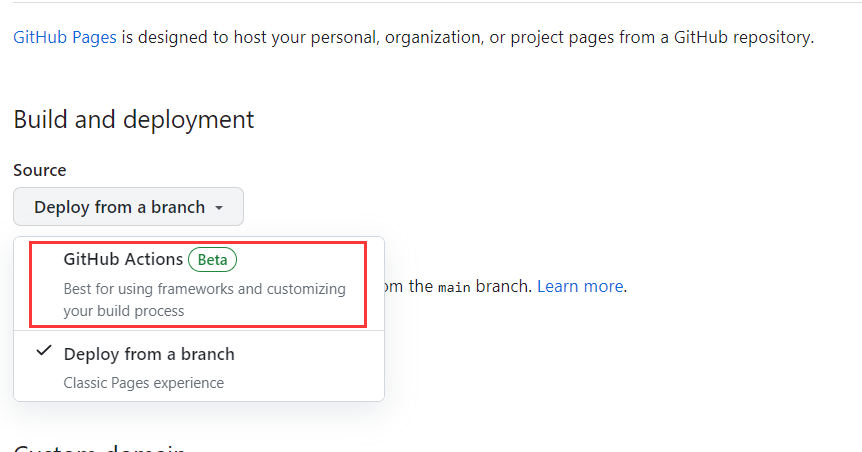 GitHub Pages is designed to host your personal, organization, or project pages from a GitHub repository.
Build and deployment
Source
Deploy from a branch
GitHub Actions Beta
Best for using frameworks and customizing
your build process
om the main branch. Learn more.
Deploy from a branch
Classic Pages experience
Custom domain